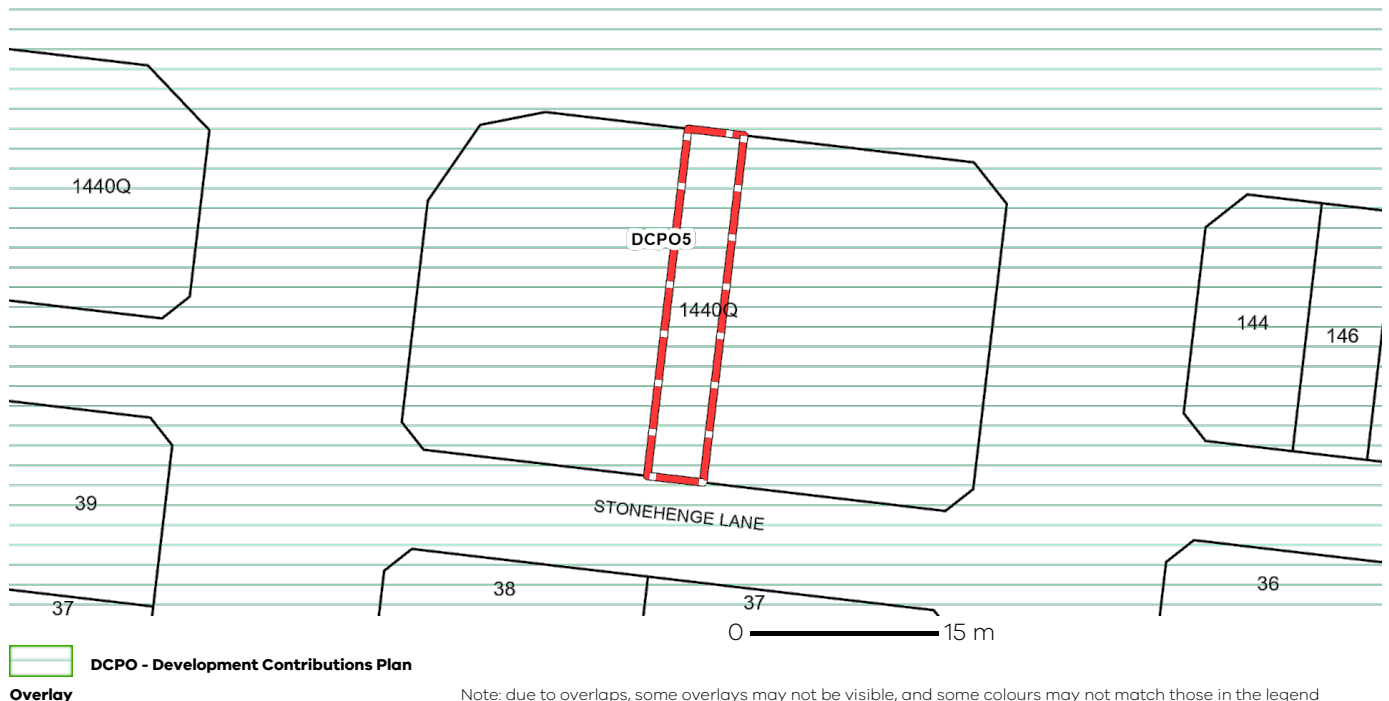 1440Q
DCPO5
1440Q
144
146
39
STONEHENGE LANE
38
37
36
37
0 15 m
DCPO - Development Contributions Plan
Overlay
Note: due to overlaps, some overlays may not be visible, and some colours may not match those in the legend